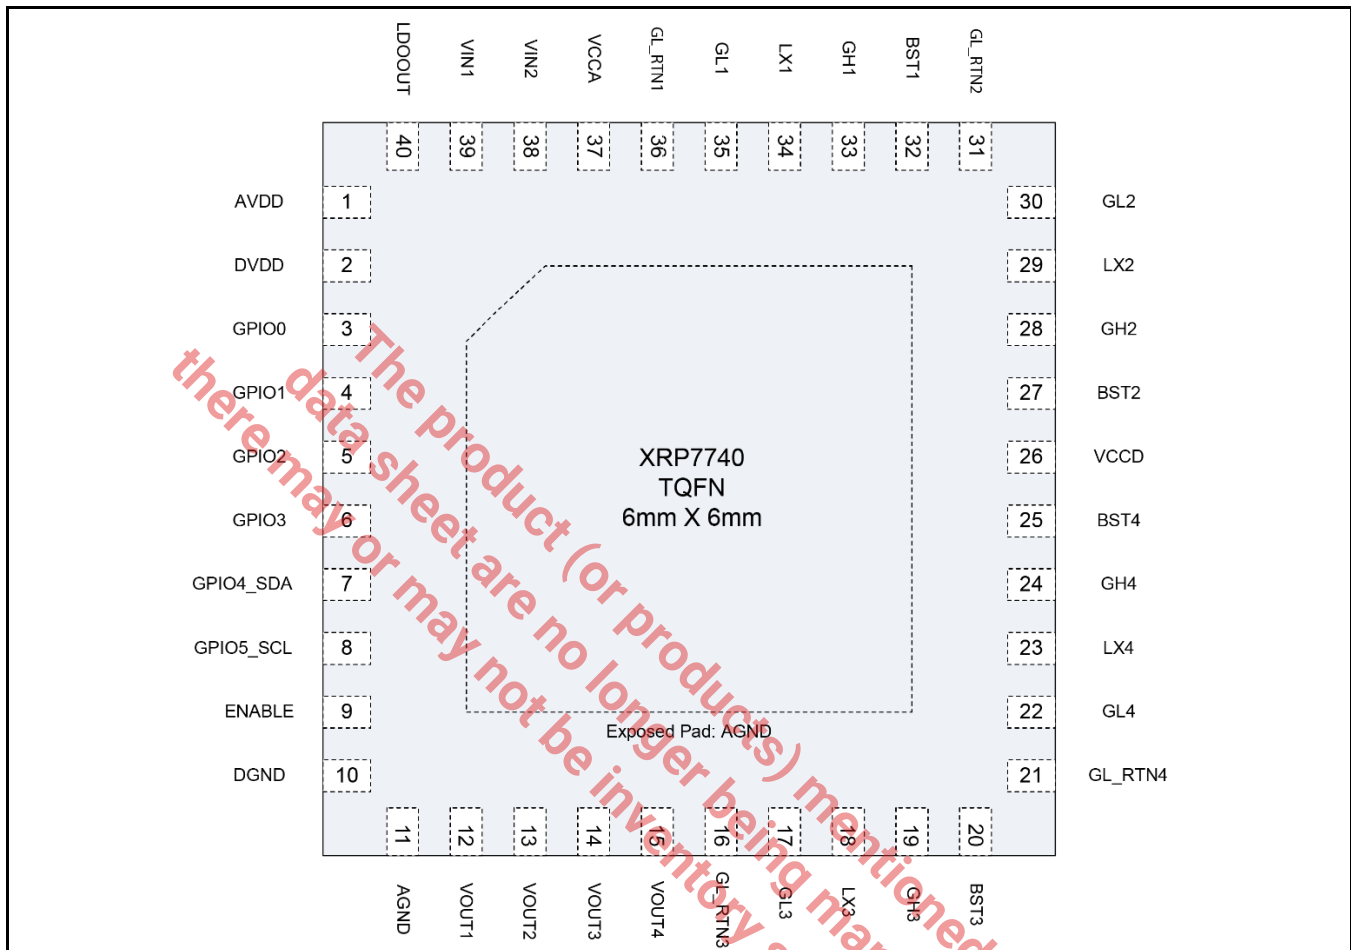 LDOOUT
VIN1
VIN2
VCCA
GL_RTN1
GL1
LX1
GH1
BST1
GL_RTN2
40
39
38
37
36
35
34
33
32
31
AVDD 1
DVDD 2
GPIO0 3
GPIO1 4
GPIO2 5
GPIO3 6
GPIO4_SDA 7
GPIO5_SCL 8
ENABLE 9
DGND 10
30 GL2
29 LX2
28 GH2
27 BST2
26 VCCD
25 BST4
24 GH4
23 LX4
22 GL4
21 GL_RTN4
XRP7740
TQFN
6mm X 6mm
Exposed Pad: AGND
11
12
13
14
15
16
17
18
19
20
AGND
VOUT1
VOUT2
VOUT3
VOUT4
GL_RTN3
GL3
LX3
GH3
BST3
The product (or products) mentioned
data sheet are no longer being
there may or may not be inventory